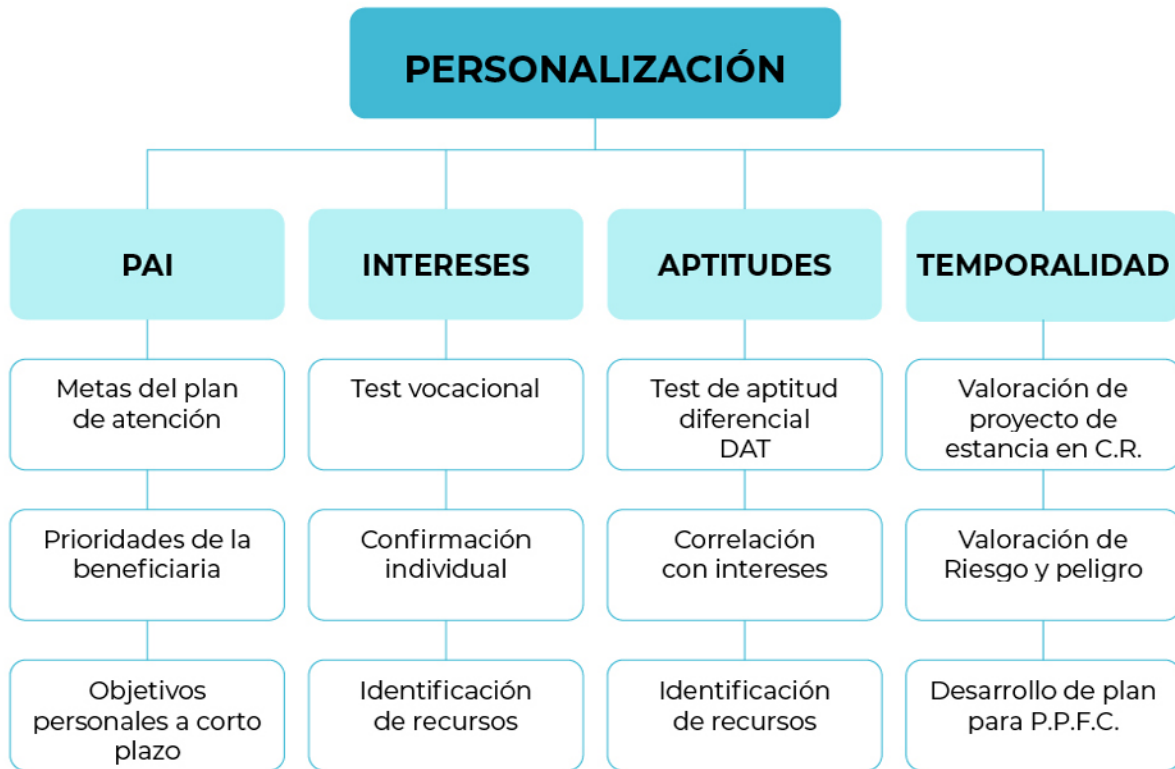 PERSONALIZACIÓN
PAI
INTERESES
APTITUDES
TEMPORALIDAD
Metas del plan
de atención
Test vocacional
Test de aptitud
diferencial
DAT
Valoración de
proyecto de
estancia en C.R.
Prioridades de la
beneficiaria
Confirmación
individual
Correlación
con intereses
Valoración de
Riesgo y peligro
Objetivos
personales a corto
plazo
Identificación
de recursos
Identificación
de recursos
Desarrollo de plan
para P.P.F.C.